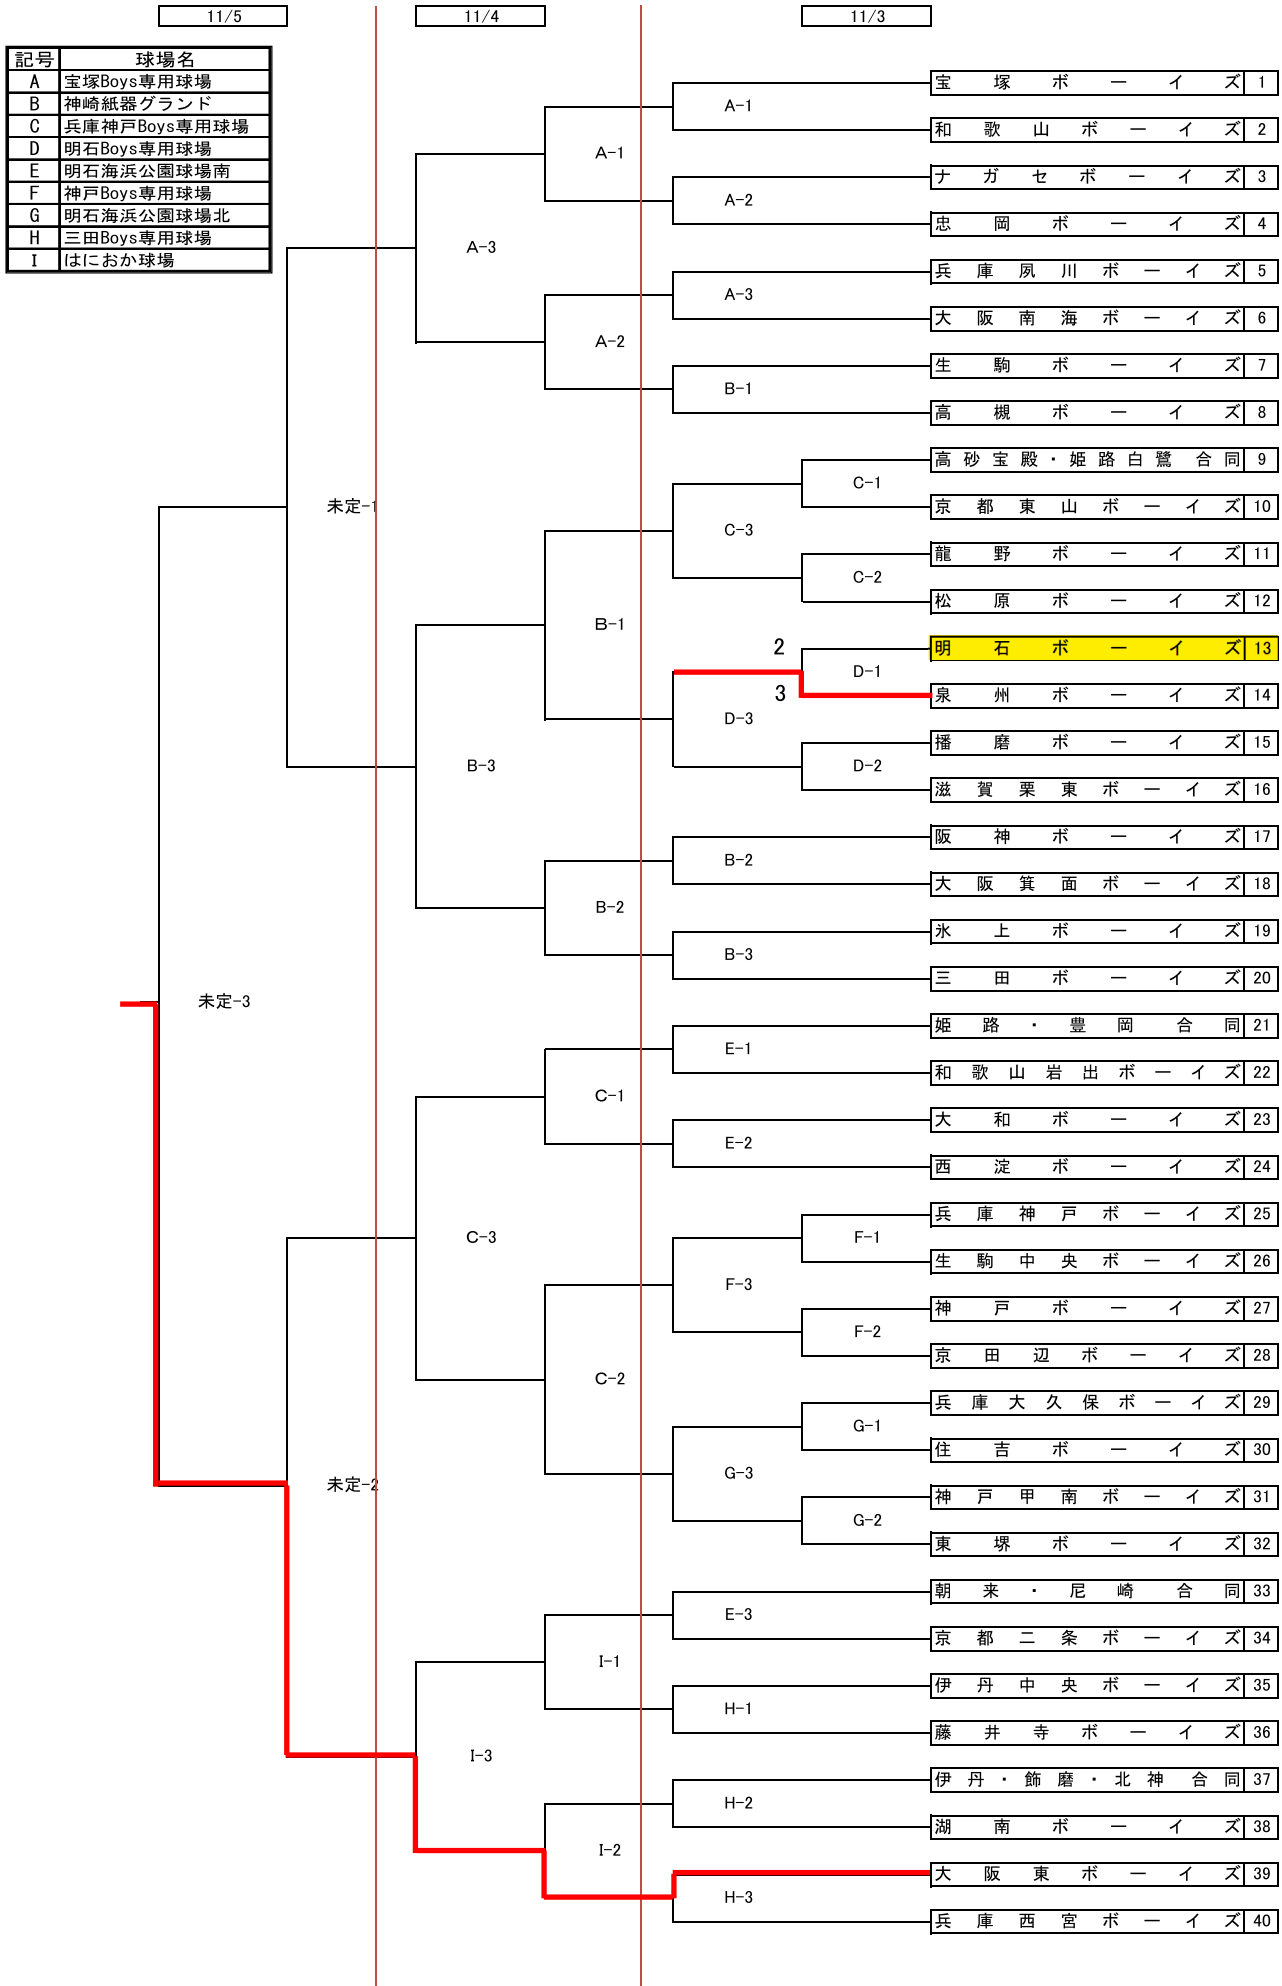 11/5 11/4 11/3
記号 球場名
A 宝塚Boys専用球場
B 神崎紙器グランド
C 兵庫神戸Boys専用球場
D 明石Boys専用球場
E 明石海浜公園球場南
F 神戸Boys専用球場
G 明石海浜公園球場北
H 三田Boys専用球場
I はにおか球場
宝塚ボーイズ 1
A-1
和歌山ボーイズ 2
A-1
ナガセボーイズ 3
A-2
忠岡ボーイズ 4
A-3
兵庫夙川ボーイズ 5
A-3
大阪南海ボーイズ 6
A-2
生駒ボーイズ 7
B-1
高槻ボーイズ 8
高砂宝殿・姫路白鷺 合同 9
C-1
未定-1
京都東山ボーイズ 10
C-3
龍野ボーイズ 11
C-2
松原ボーイズ 12
B-1
2
明石ボーイズ 13
D-1
3
泉州ボーイズ 14
D-3
播磨ボーイズ 15
B-3
D-2
滋賀栗東ボーイズ 16
阪神ボーイズ 17
B-2
大阪箕面ボーイズ 18
B-2
氷上ボーイズ 19
B-3
三田ボーイズ 20
未定-3
姫路・豊岡 合同 21
E-1
和歌山岩出ボーイズ 22
C-1
大和ボーイズ 23
E-2
西淀ボーイズ 24
兵庫神戸ボーイズ 25
C-3
F-1
生駒中央ボーイズ 26
F-3
神戸ボーイズ 27
F-2
京田辺ボーイズ 28
C-2
兵庫大久保ボーイズ 29
G-1
住吉ボーイズ 30
G-3
未定-2
神戸甲南ボーイズ 31
G-2
東堺ボーイズ 32
朝来・尼崎 合同 33
E-3
京都二条ボーイズ 34
I-1
伊丹中央ボーイズ 35
H-1
藤井寺ボーイズ 36
I-3
伊丹・飾磨・北神 合同 37
H-2
湖南ボーイズ 38
I-2
大阪東ボーイズ 39
H-3
兵庫西宮ボーイズ 40